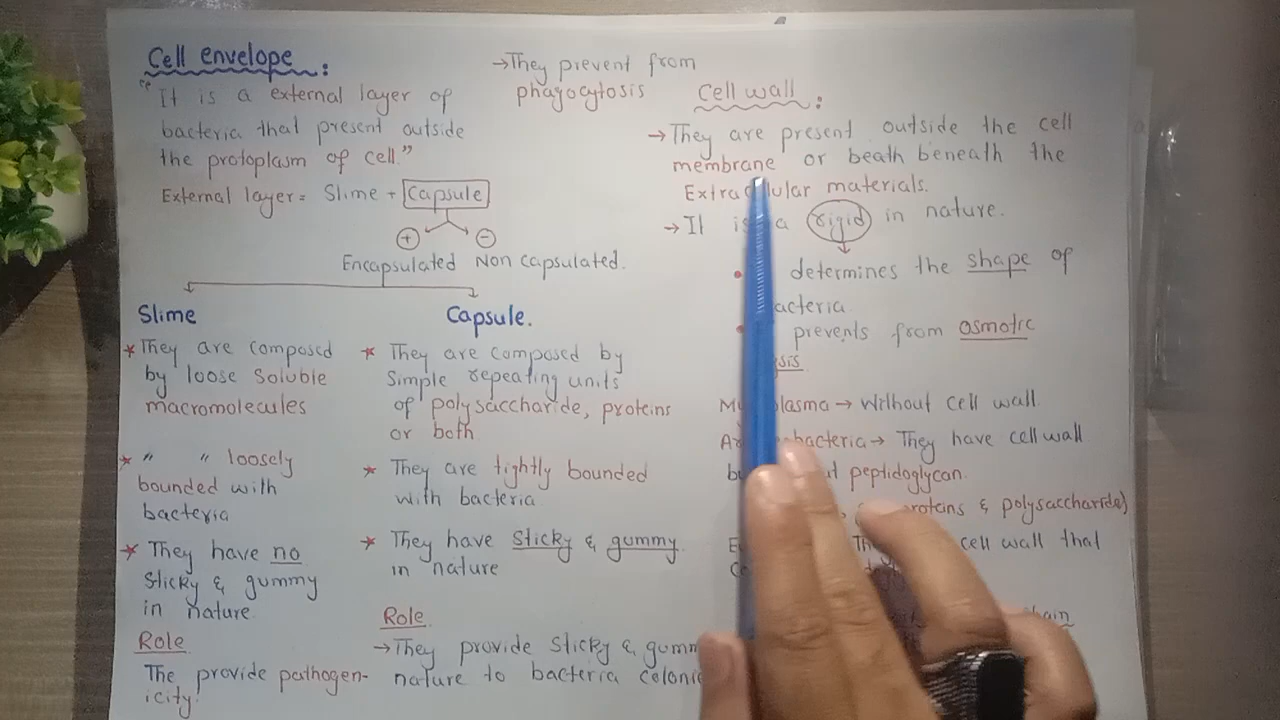 Cell envelope :
"It is a external layer of
bacteria that present outside
the protoplasm of cell."
External layer = Slime + Capsule
+ -
Encapsulated Non capsulated.
Slime
* They are composed
by loose soluble
macromolecules
* " " loosely
bounded with
bacteria
* They have no
sticky & gummy
in nature
Role
The provide pathogen-
icity.
Capsule.
* They are composed by
simple repeating units
of polysaccharide, proteins
or both
* They are tightly bounded
with bacteria
* They have sticky & gummy
in nature
Role
→ They provide sticky & gumm
nature to bacteria coloni
→ They prevent from
phagocytosis
Cell wall :
→ They are present outside the cell
membrane or beath beneath the
Extra lular materials.
→ It is a rigid in nature.
• determines the shape of
acteria.
• prevents from osmotic
sis
My plasma → Without cell wall.
bacteria → They have cell wall
peptidoglycan.
proteins & polysaccharide)
cell wall that